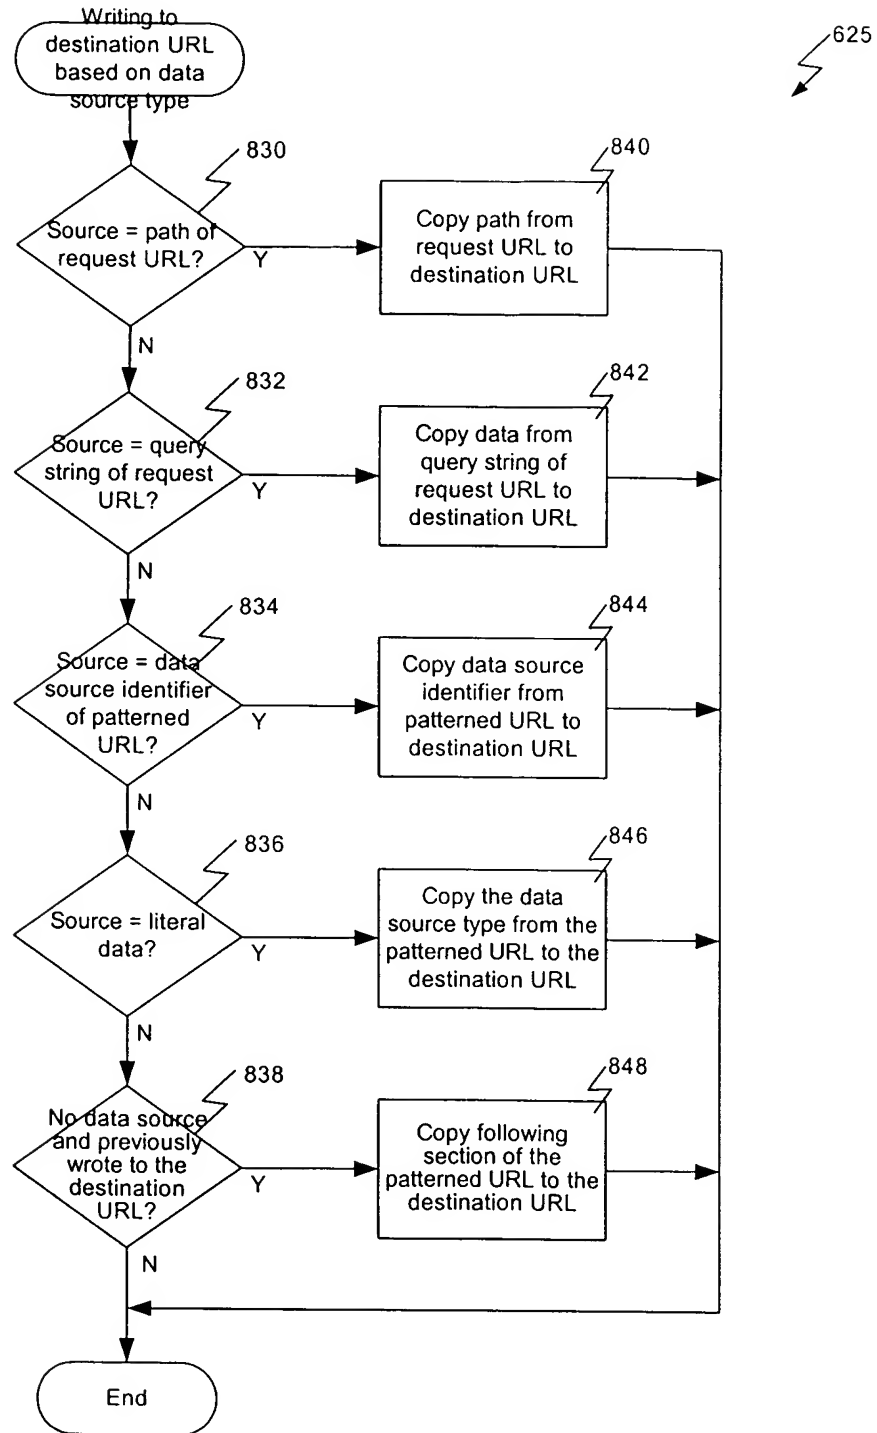 Writing to
destination URL
based on data
source type
625
830
Source = path of
request URL?
Y
N
840
Copy path from
request URL to
destination URL
832
Source = query
string of request
URL?
Y
N
842
Copy data from
query string of
request URL to
destination URL
834
Source = data
source identifier
of patterned
URL?
Y
N
844
Copy data source
identifier from
patterned URL to
destination URL
836
Source = literal
data?
Y
N
846
Copy the data
source type from the
patterned URL to the
destination URL
838
No data source
and previously
wrote to the
destination
URL?
Y
N
848
Copy following
section of the
patterned URL to the
destination URL
End